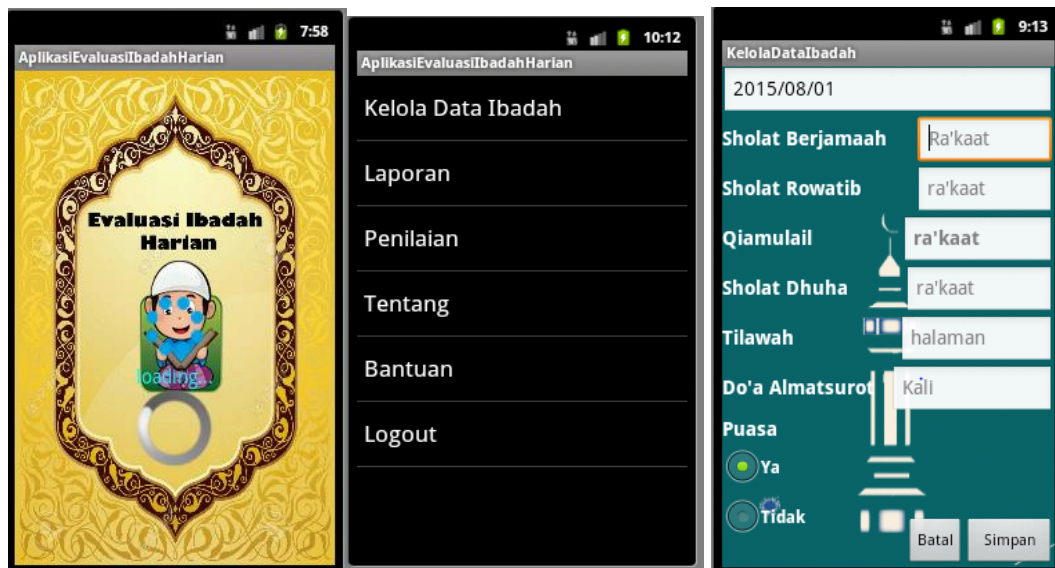 7:58
AplikasiEvaluasiIbadahHarian
Evaluasi Ibadah
Harian
loading...
10:12
AplikasiEvaluasiIbadahHarian
Kelola Data Ibadah
Laporan
Penilaian
Tentang
Bantuan
Logout
9:13
KelolaDataIbadah
2015/08/01
Sholat Berjamaah Ra'kaat
Sholat Rowatib ra'kaat
Qiamulail ra'kaat
Sholat Dhuha ra'kaat
Tilawah halaman
Do'a Almatsurot Kali
Puasa
Ya
Tidak
Batal Simpan